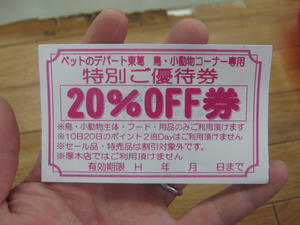 ペットのデパート東葛 鳥・小動物コーナー専用
特別ご優待券
20%OFF券
※鳥・小動物生体・フード・用品のみご利用頂けます
※10日20日のポイント2倍Dayはご利用頂けません
※セール品・特売品は割引対象外です。
※厚木店ではご利用頂けません
有効期限 H 年 月 日まで